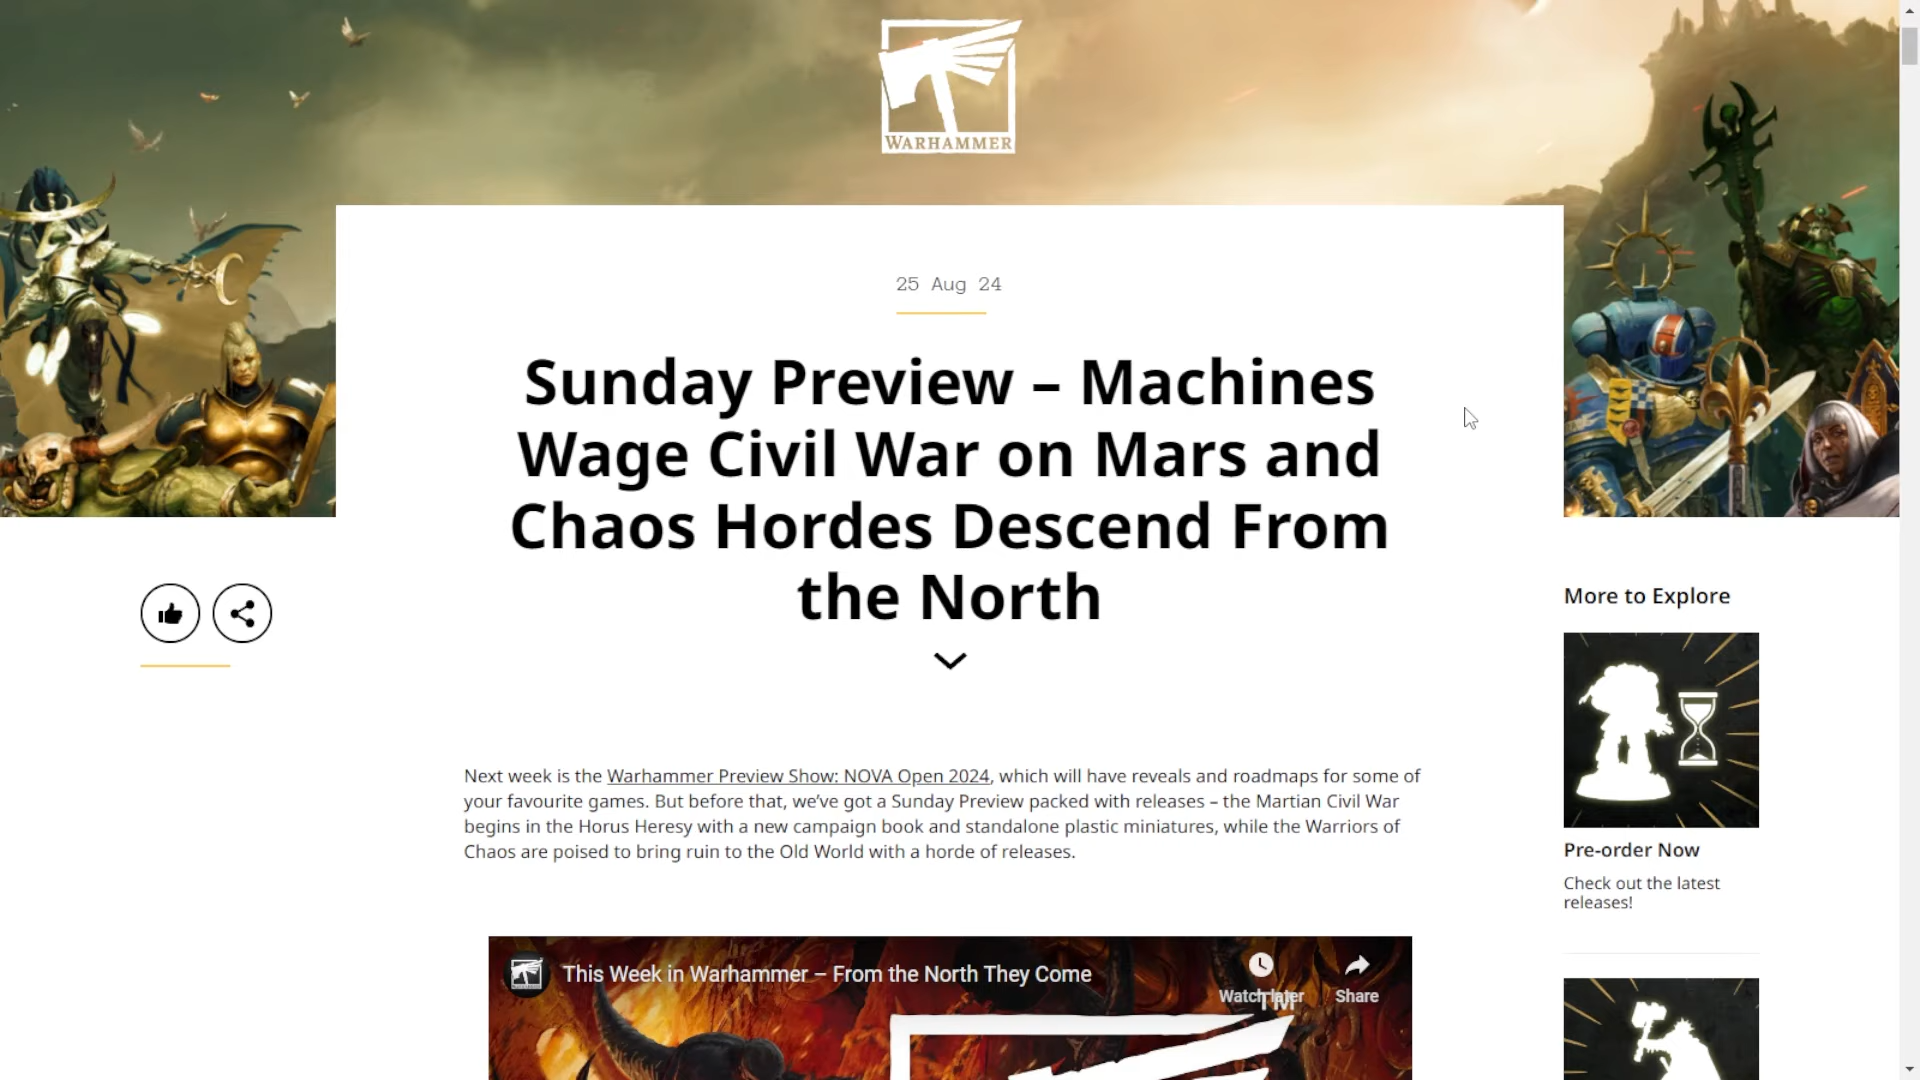 WARHAMMER
25 Aug 24
Sunday Preview – Machines
Wage Civil War on Mars and
Chaos Hordes Descend From
the North
Next week is the Warhammer Preview Show: NOVA Open 2024, which will have reveals and roadmaps for some of
your favourite games. But before that, we’ve got a Sunday Preview packed with releases – the Martian Civil War
begins in the Horus Heresy with a new campaign book and standalone plastic miniatures, while the Warriors of
Chaos are poised to bring ruin to the Old World with a horde of releases.
This Week in Warhammer – From the North They Come
Watch later
Share
TM
More to Explore
Pre-order Now
Check out the latest
releases!